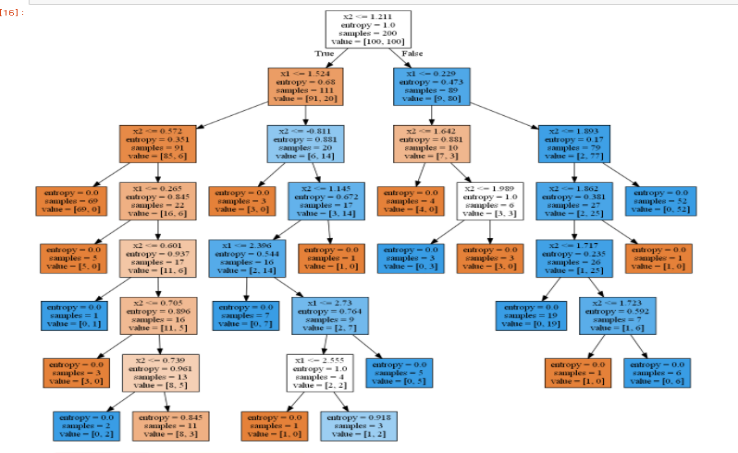 [16]:
x2 <= 1.211
entropy = 1.0
samples = 200
value = [100, 100]
True
False
x1 <= 1.524
entropy = 0.68
samples = 111
value = [91, 20]
x1 <= 0.229
entropy = 0.473
samples = 89
value = [9, 80]
x2 <= 0.572
entropy = 0.351
samples = 91
value = [85, 6]
x2 <= -0.811
entropy = 0.881
samples = 20
value = [6, 14]
x2 <= 1.642
entropy = 0.881
samples = 10
value = [7, 3]
x2 <= 1.893
entropy = 0.17
samples = 79
value = [2, 77]
entropy = 0.0
samples = 69
value = [69, 0]
x1 <= 0.265
entropy = 0.845
samples = 22
value = [16, 6]
entropy = 0.0
samples = 3
value = [3, 0]
x2 <= 1.145
entropy = 0.672
samples = 17
value = [3, 14]
entropy = 0.0
samples = 4
value = [4, 0]
x2 <= 1.989
entropy = 1.0
samples = 6
value = [3, 3]
x2 <= 1.862
entropy = 0.381
samples = 27
value = [2, 25]
entropy = 0.0
samples = 52
value = [0, 52]
entropy = 0.0
samples = 5
value = [5, 0]
x2 <= 0.601
entropy = 0.937
samples = 17
value = [11, 6]
x1 <= 2.396
entropy = 0.544
samples = 16
value = [2, 14]
entropy = 0.0
samples = 1
value = [1, 0]
entropy = 0.0
samples = 3
value = [0, 3]
entropy = 0.0
samples = 3
value = [3, 0]
x2 <= 1.717
entropy = 0.235
samples = 26
value = [1, 25]
entropy = 0.0
samples = 1
value = [1, 0]
entropy = 0.0
samples = 1
value = [0, 1]
x2 <= 0.705
entropy = 0.896
samples = 16
value = [11, 5]
entropy = 0.0
samples = 7
value = [0, 7]
x1 <= 2.73
entropy = 0.764
samples = 9
value = [2, 7]
entropy = 0.0
samples = 19
value = [0, 19]
x2 <= 1.723
entropy = 0.592
samples = 7
value = [1, 6]
entropy = 0.0
samples = 3
value = [3, 0]
x2 <= 0.739
entropy = 0.961
samples = 13
value = [8, 5]
x1 <= 2.555
entropy = 1.0
samples = 4
value = [2, 2]
entropy = 0.0
samples = 5
value = [0, 5]
entropy = 0.0
samples = 1
value = [1, 0]
entropy = 0.0
samples = 6
value = [0, 6]
entropy = 0.0
samples = 2
value = [0, 2]
entropy = 0.845
samples = 11
value = [8, 3]
entropy = 0.0
samples = 1
value = [1, 0]
entropy = 0.918
samples = 3
value = [1, 2]